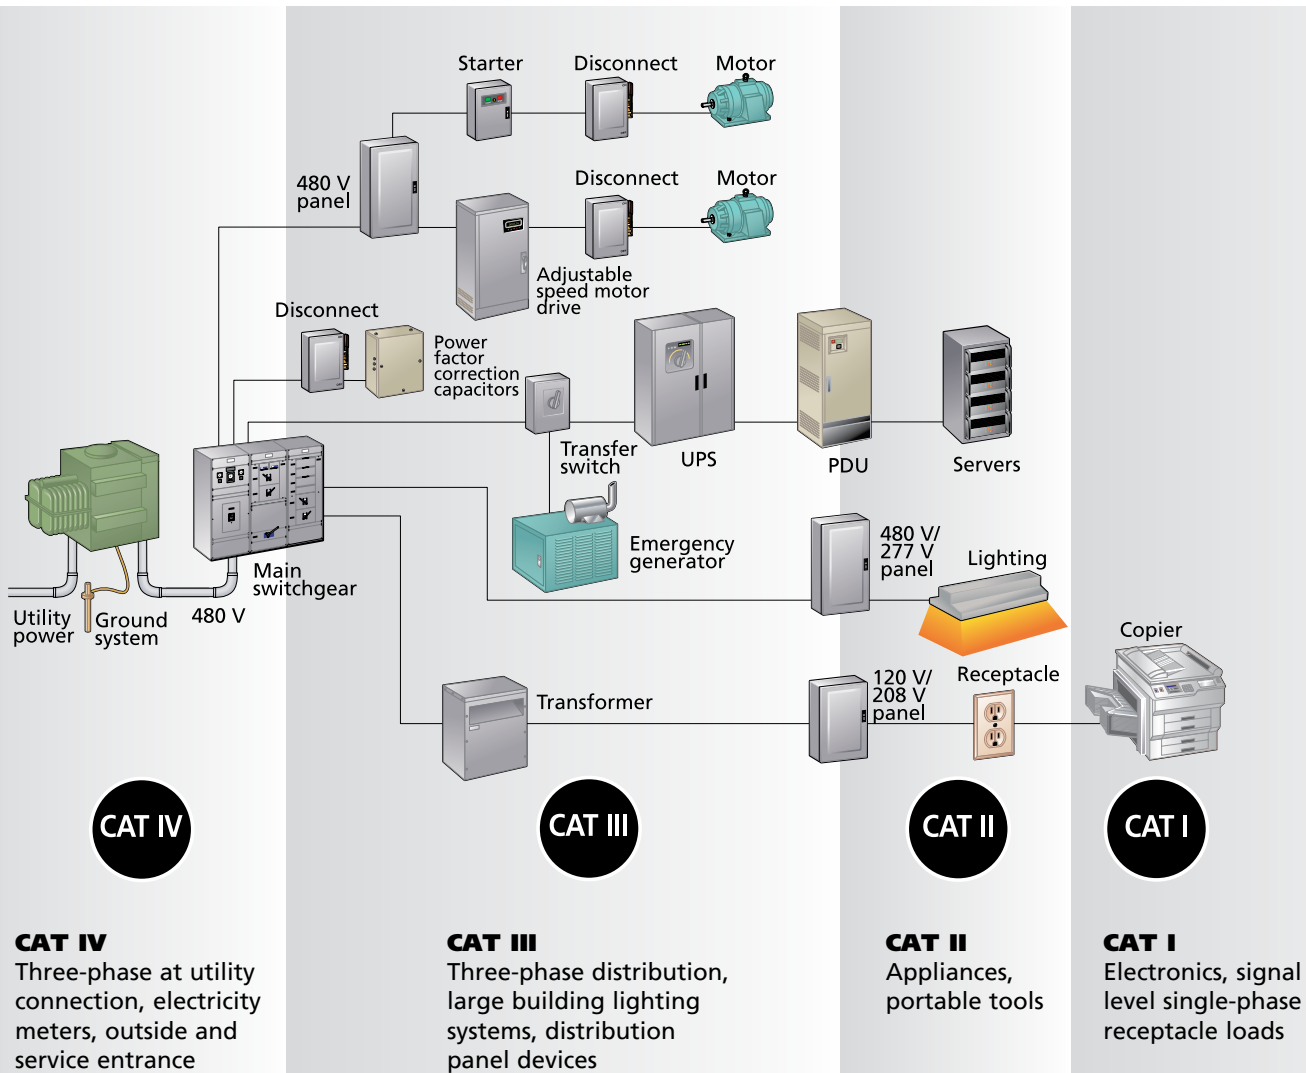 Starter
Disconnect
Motor
480 V
panel
Disconnect
Motor
Adjustable
speed motor
drive
Disconnect
Power
factor
correction
capacitors
Transfer
switch
UPS
PDU
Servers
Emergency
generator
480 V/
277 V
panel
Lighting
Main
switchgear
480 V
Utility
power
Ground
system
Transformer
120 V/
208 V
panel
Receptacle
Copier
CAT IV
CAT III
CAT II
CAT I
CAT IV
Three-phase at utility
connection, electricity
meters, outside and
service entrance
CAT III
Three-phase distribution,
large building lighting
systems, distribution
panel devices
CAT II
Appliances,
portable tools
CAT I
Electronics, signal
level single-phase
receptacle loads